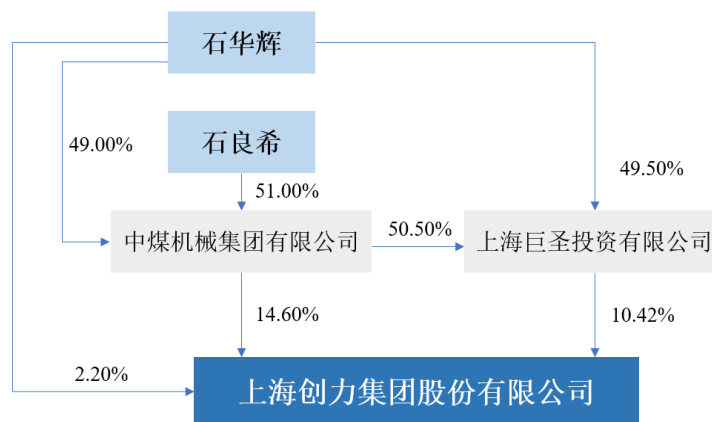 石华辉
49.00%
石良希
51.00%
49.50%
中煤机械集团有限公司
50.50%
上海巨圣投资有限公司
14.60%
10.42%
2.20%
上海创力集团股份有限公司